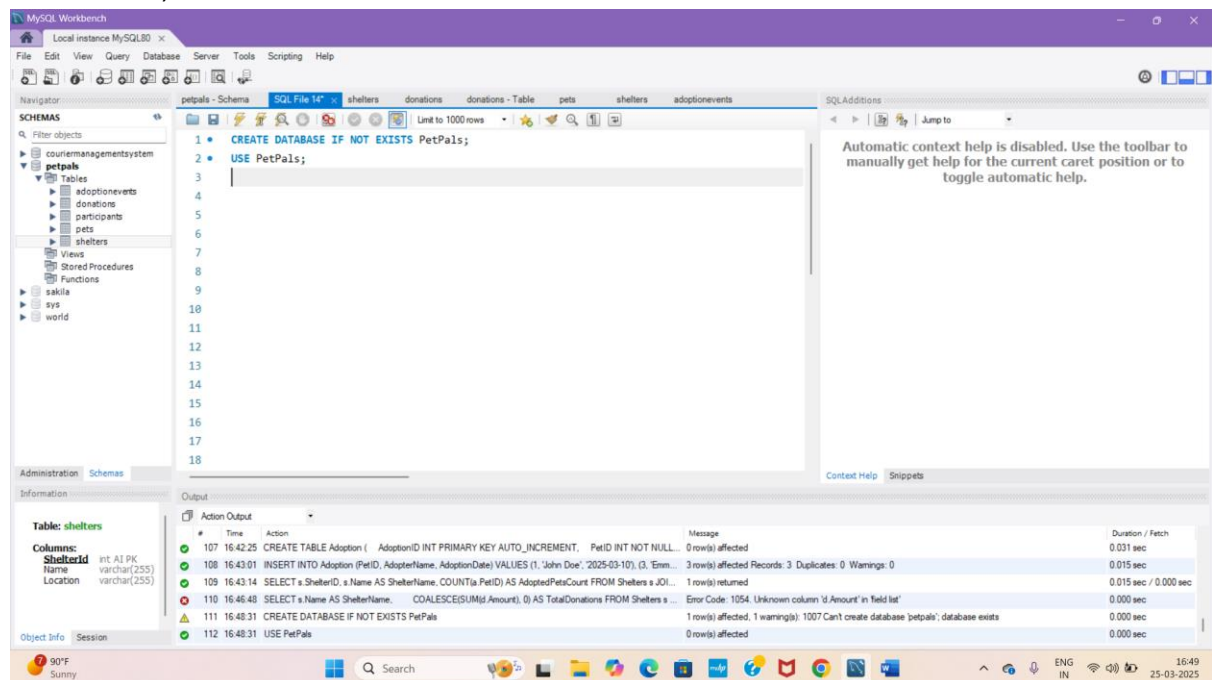 MySQL Workbench
Local instance MySQL80
File Edit View Query Database Server Tools Scripting Help
Navigator
SCHEMAS
Filter objects
couriermanagementsystem
petpals
Tables
adoptionevents
donations
participants
pets
shelters
Views
Stored Procedures
Functions
sakila
sys
world
Administration Schemas
Information
Table: shelters
Columns:
ShelterId int AI PK
Name varchar(255)
Location varchar(255)
Object Info Session
petpals - Schema SQL File 14* shelters donations donations - Table pets shelters adoptionevents
Limit to 1000 rows
1 CREATE DATABASE IF NOT EXISTS PetPals;
2 USE PetPals;
3
4
5
6
7
8
9
10
11
12
13
14
15
16
17
18
SQLAdditions
Jump to
Automatic context help is disabled. Use the toolbar to
manually get help for the current caret position or to
toggle automatic help.
Context Help Snippets
Output
Action Output
# Time Action Message Duration / Fetch
107 16:42:25 CREATE TABLE Adoption ( AdoptionID INT PRIMARY KEY AUTO_INCREMENT, PetID INT NOT NULL... 0 row(s) affected 0.031 sec
108 16:43:01 INSERT INTO Adoption (PetID, AdopterName, AdoptionDate) VALUES (1, 'John Doe', '2025-03-10'), (3, 'Emm... 3 row(s) affected Records: 3 Duplicates: 0 Warnings: 0 0.015 sec
109 16:43:14 SELECT s.ShelterID, s.Name AS ShelterName, COUNT(a.PetID) AS AdoptedPetsCount FROM Shelters s JOI... 1 row(s) returned 0.015 sec / 0.000 sec
110 16:46:48 SELECT s.Name AS ShelterName, COALESCE(SUM(d.Amount), 0) AS TotalDonations FROM Shelters s ... Error Code: 1054. Unknown column 'd.Amount' in 'field list' 0.000 sec
111 16:48:31 CREATE DATABASE IF NOT EXISTS PetPals 1 row(s) affected, 1 warning(s): 1007 Can't create database 'petpals'; database exists 0.000 sec
112 16:48:31 USE PetPals 0 row(s) affected 0.000 sec
90°F
Sunny
Search
ENG
IN
16:49
25-03-2025